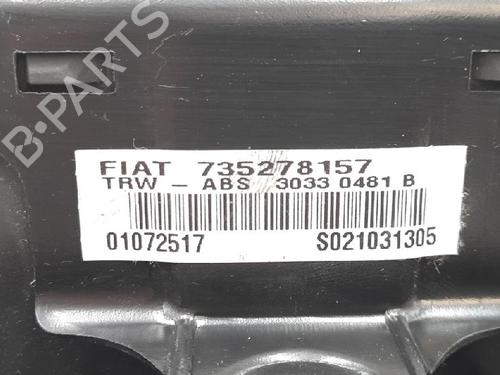 B-PARTS
FIAT 735278157
TRW - ABS 3033 0481 B
01072517 S021031305